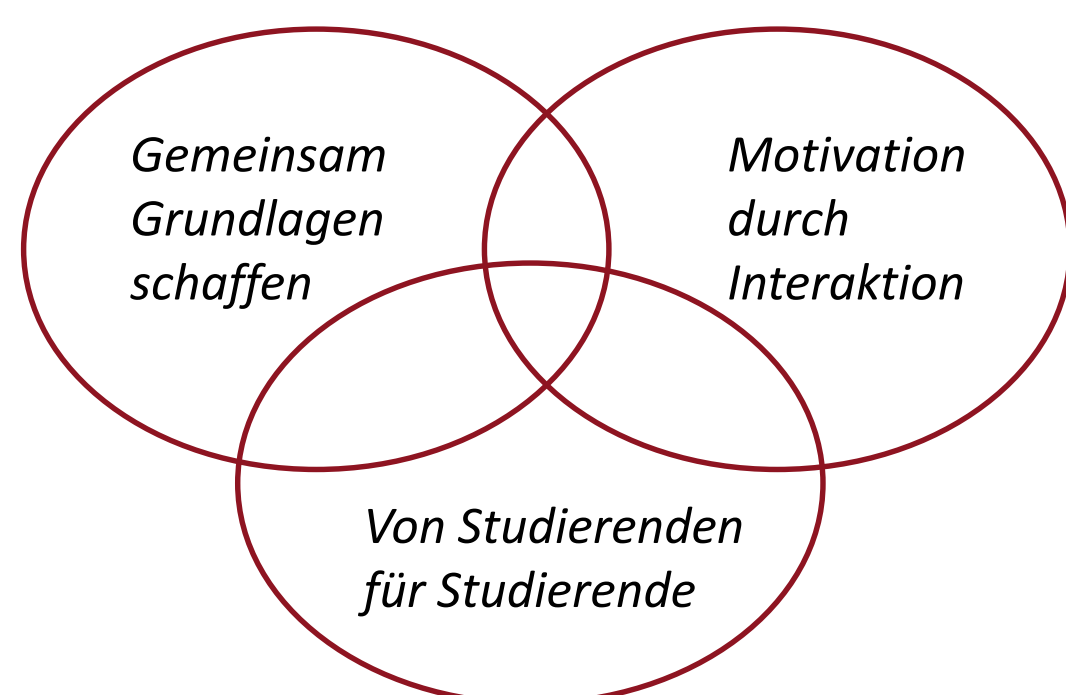 Gemeinsam
Grundlagen
schaffen
Motivation
durch
Interaktion
Von Studierenden
für Studierende